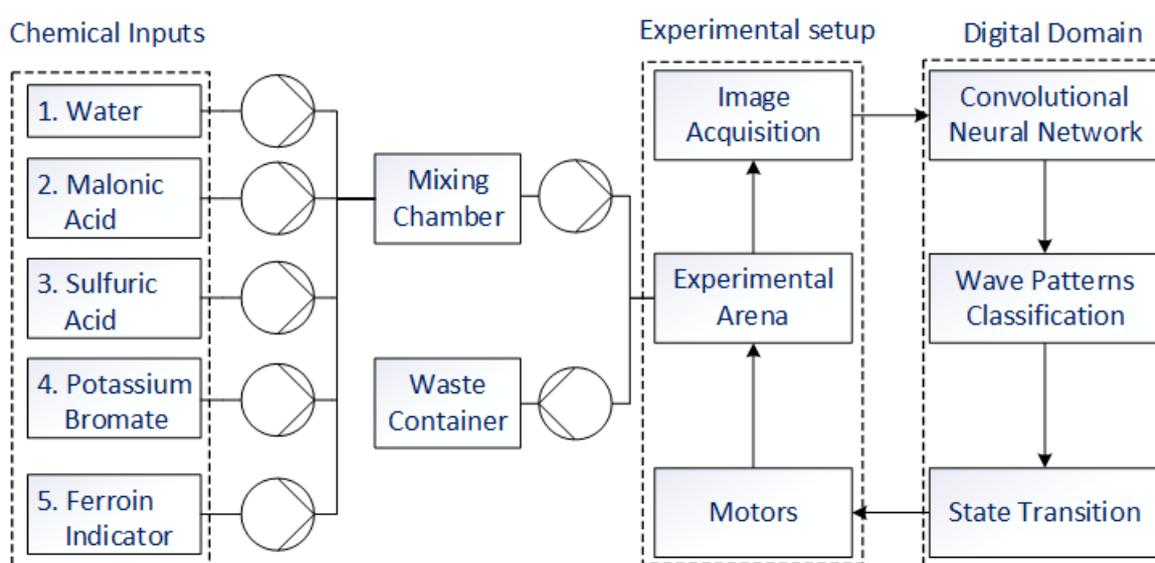 Chemical Inputs
1. Water
2. Malonic
Acid
3. Sulfuric
Acid
4. Potassium
Bromate
5. Ferroin
Indicator
Mixing
Chamber
Waste
Container
Experimental setup
Image
Acquisition
Experimental
Arena
Motors
Digital Domain
Convolutional
Neural Network
Wave Patterns
Classification
State Transition